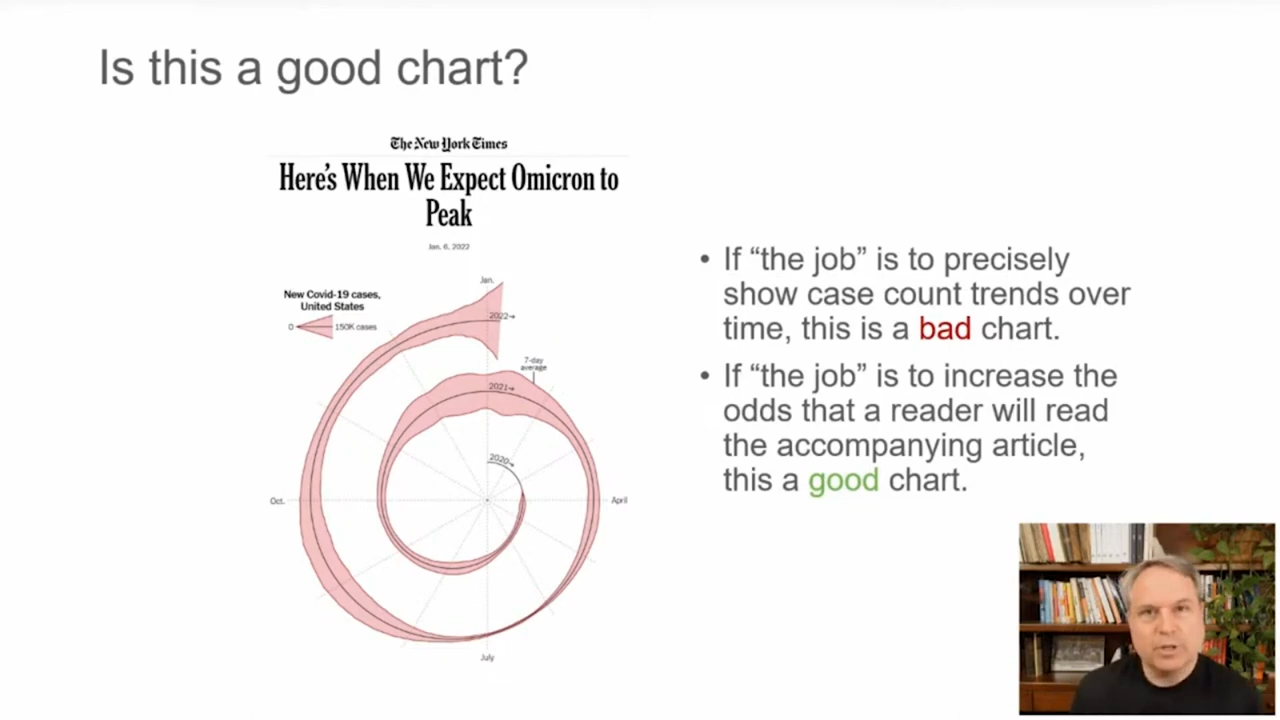 Is this a good chart?
The New York Times
Here's When We Expect Omicron to
Peak
Jan. 6, 2022
New Covid-19 cases,
United States
0
150K cases
Jan.
2022→
7-day
average
2021→
2020→
Oct.
April
July
• If “the job” is to precisely
show case count trends over
time, this is a bad chart.
• If “the job” is to increase the
odds that a reader will read
the accompanying article,
this a good chart.